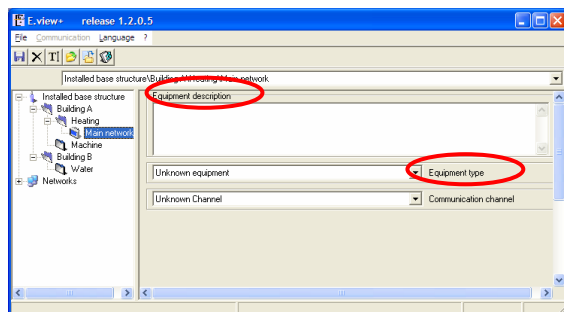 E.view+ release 1.2.0.5
File Communication Language ?
Installed base structure\Building A\Heating\Main network
Installed base structure
Building A
Heating
Main network
Machine
Building B
Water
Networks
Equipment description
Unknown equipment
Equipment type
Unknown Channel
Communication channel